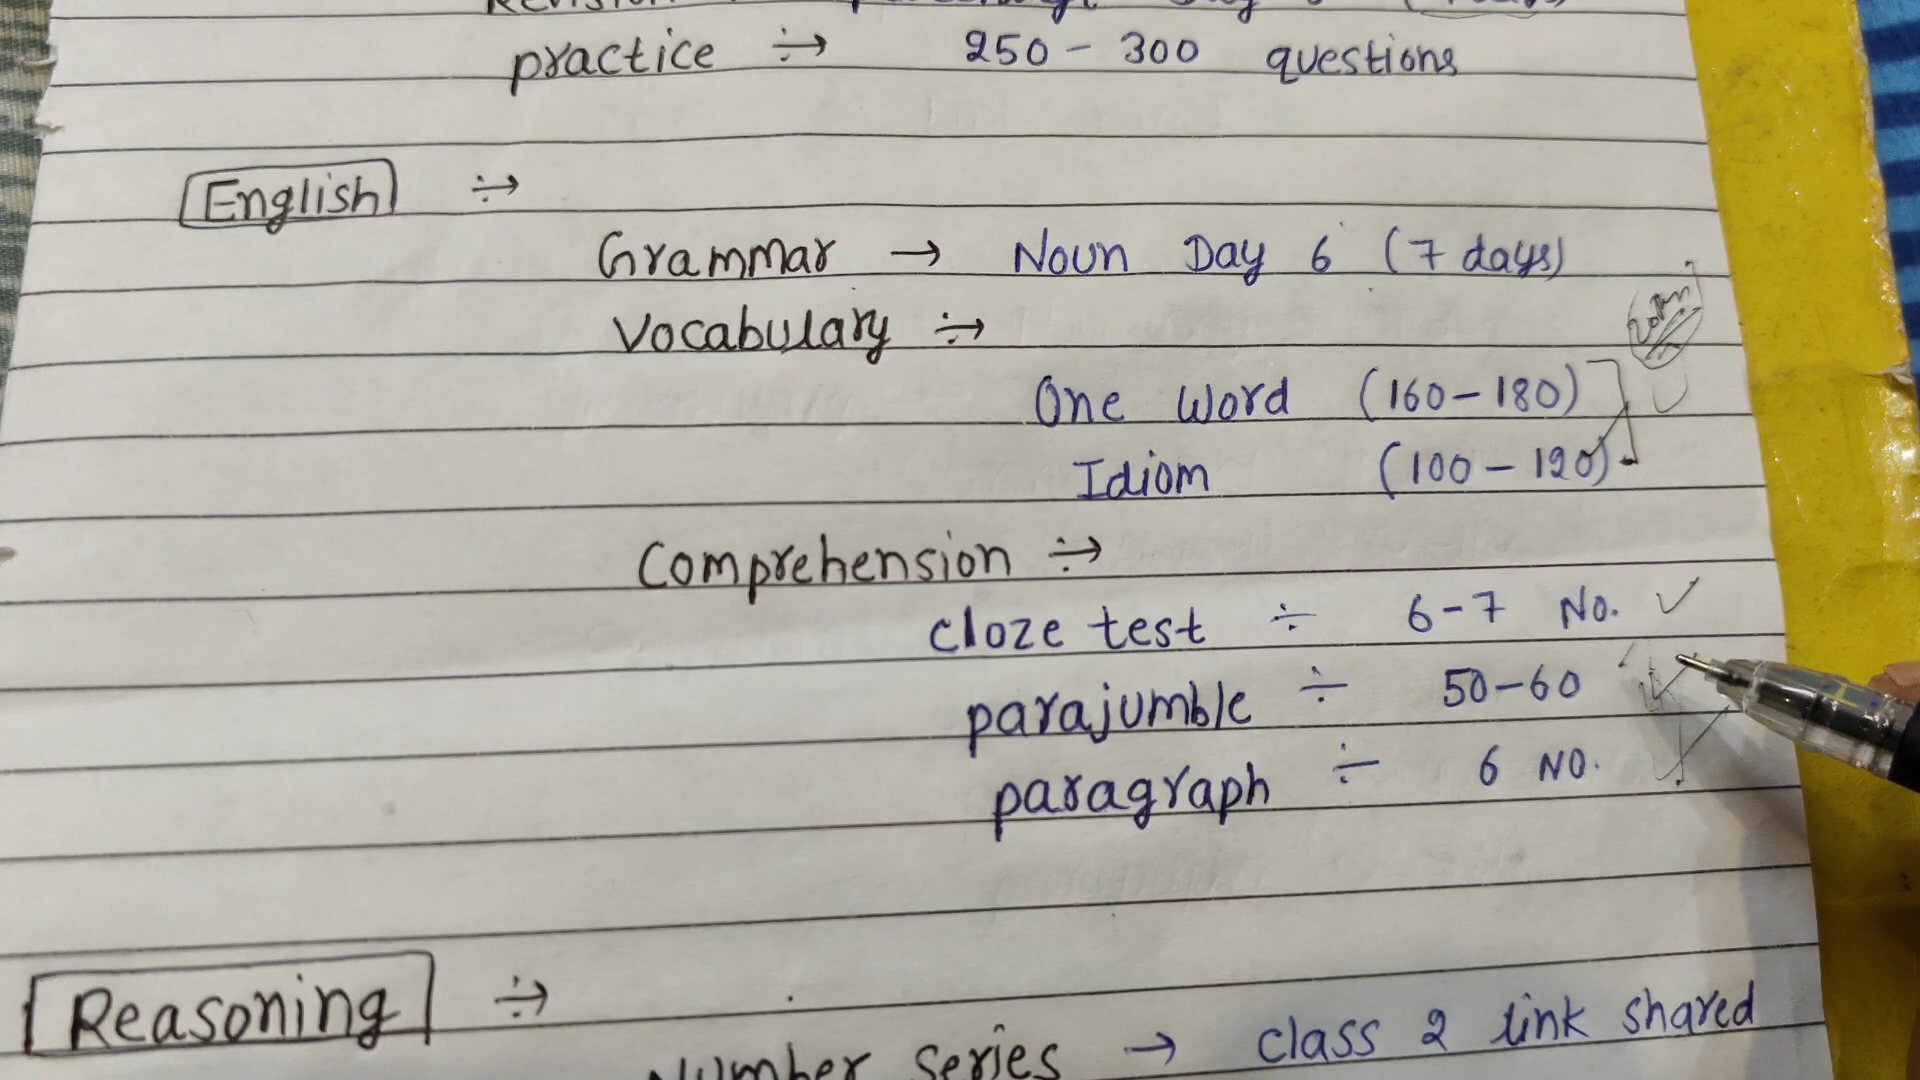 practice ÷→ 250 - 300 questions
English ÷→
Grammar → Noun Day 6 (7 days)
Vocabulary ÷→
One Word (160-180)
Idiom (100-120)
Comprehension ÷→
cloze test ÷ 6-7 No. ✓
parajumble ÷ 50-60
paragraph ÷ 6 NO.
Reasoning ÷→
Number series → class 2 link shared